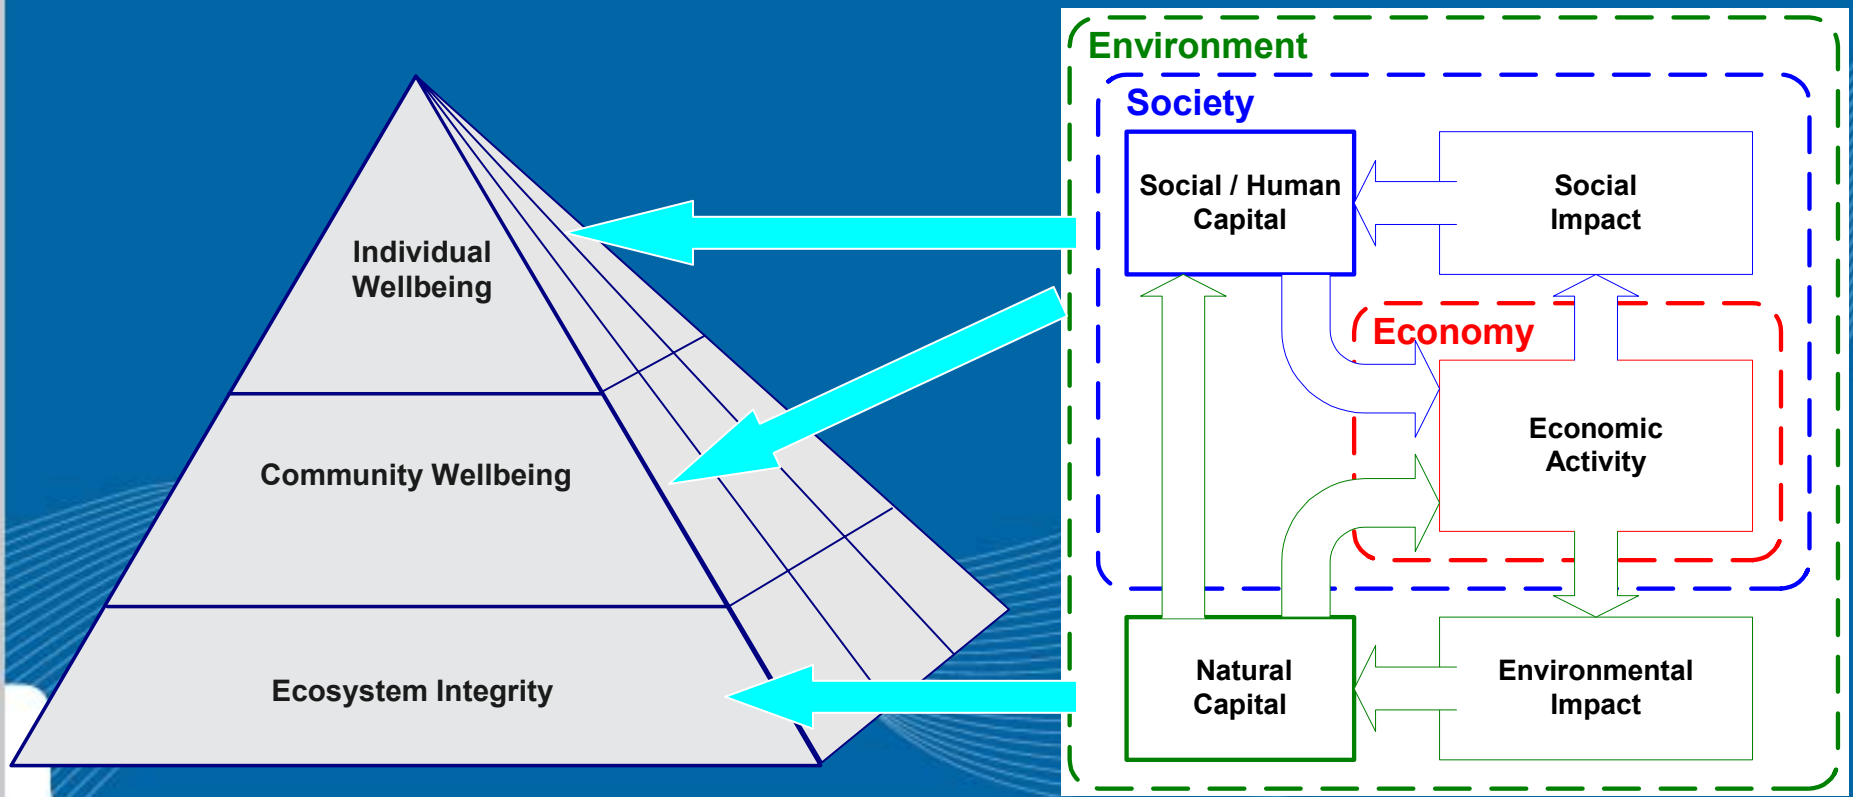 Individual
Wellbeing
Community Wellbeing
Ecosystem Integrity
Environment
Society
Social / Human
Capital
Social
Impact
Economy
Economic
Activity
Natural
Capital
Environmental
Impact